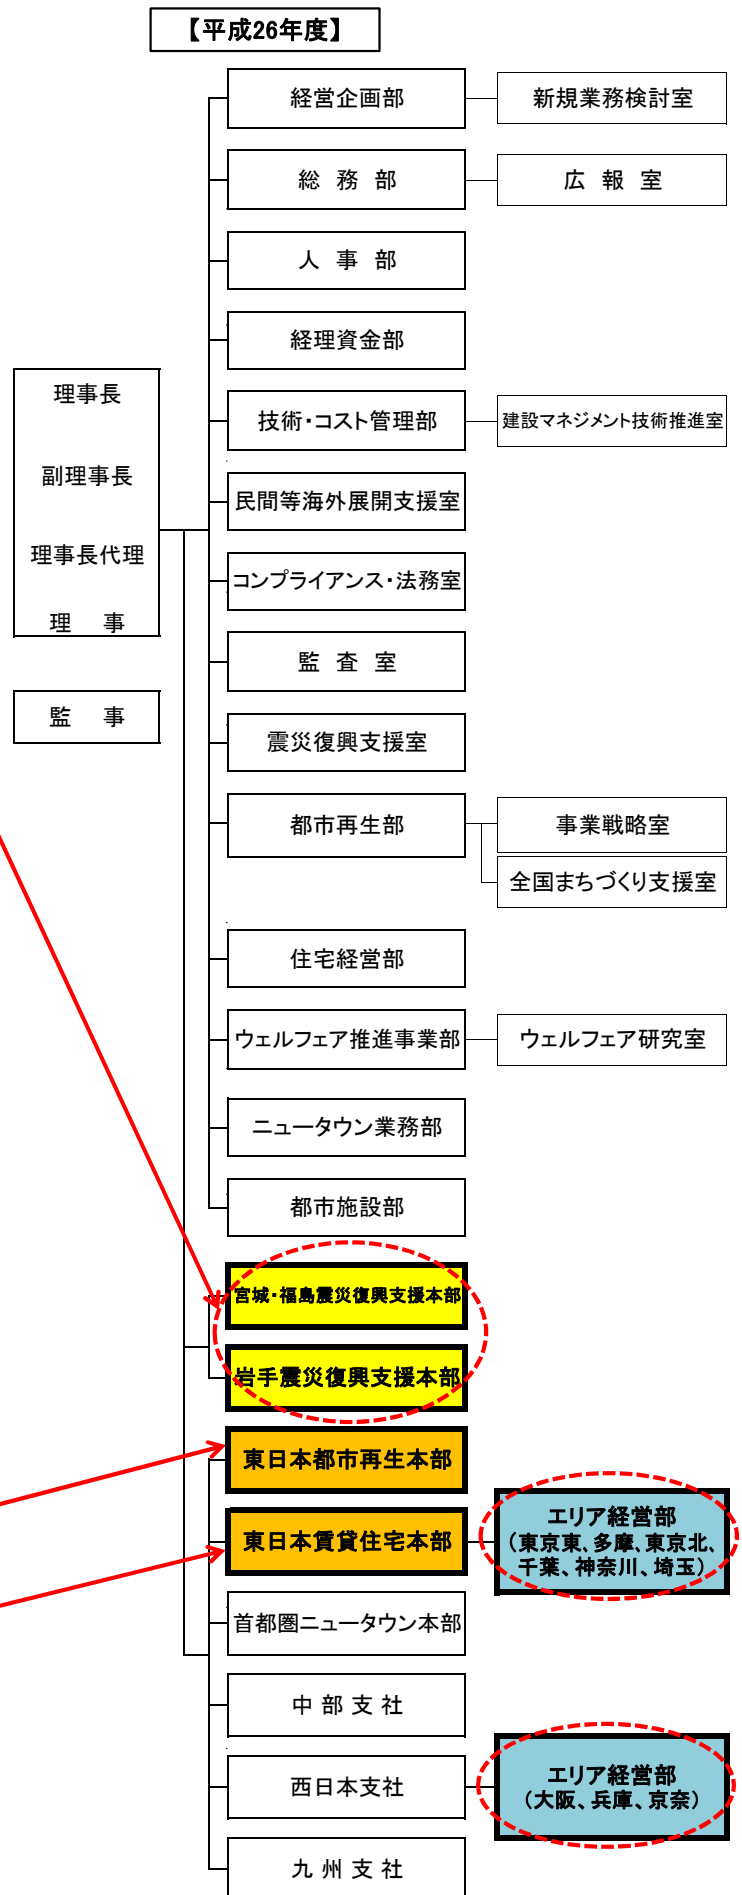 【平成26年度】
経営企画部
新規業務検討室
総務部
広報室
人事部
経理資金部
理事長
副理事長
理事長代理
理事
監事
技術・コスト管理部
建設マネジメント技術推進室
民間等海外展開支援室
コンプライアンス・法務室
監査室
震災復興支援室
都市再生部
事業戦略室
全国まちづくり支援室
住宅経営部
ウェルフェア推進事業部
ウェルフェア研究室
ニュータウン業務部
都市施設部
宮城・福島震災復興支援本部
岩手震災復興支援本部
東日本都市再生本部
東日本賃貸住宅本部
エリア経営部
（東京東、多摩、東京北、
千葉、神奈川、埼玉）
首都圏ニュータウン本部
中部支社
西日本支社
エリア経営部
（大阪、兵庫、京奈）
九州支社